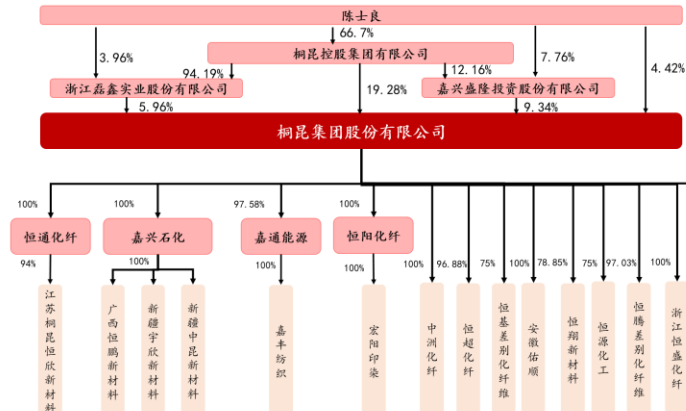 陈士良
66.7%
桐昆控股集团有限公司
3.96%
7.76%
4.42%
94.19%
12.16%
浙江磊鑫实业股份有限公司
19.28%
嘉兴盛隆投资股份有限公司
5.96%
9.34%
桐昆集团股份有限公司
100%
100%
97.58%
100%
恒通化纤
嘉兴石化
嘉通能源
恒阳化纤
94%
100%
100%
100%
100%
96.88%
75%
100%
78.85%
75%
97.03%
100%
江苏桐昆恒欣新材料
广西恒鹏新材料
新疆宇欣新材料
新疆中昆新材料
嘉丰纺织
宏阳印染
中洲化纤
恒超化纤
恒基差别化纤维
安徽佑顺
恒翔新材料
恒源化工
恒腾差别化纤维
浙江恒盛化纤